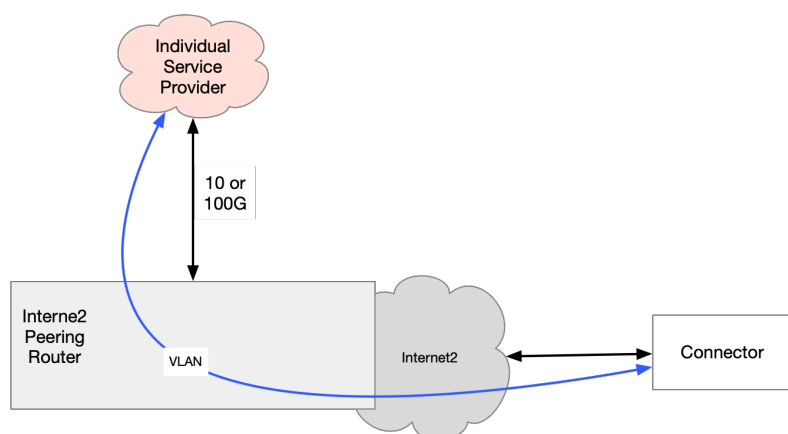 Individual
Service
Provider
10 or
100G
Interne2
Peering
Router
VLAN
Internet2
Connector